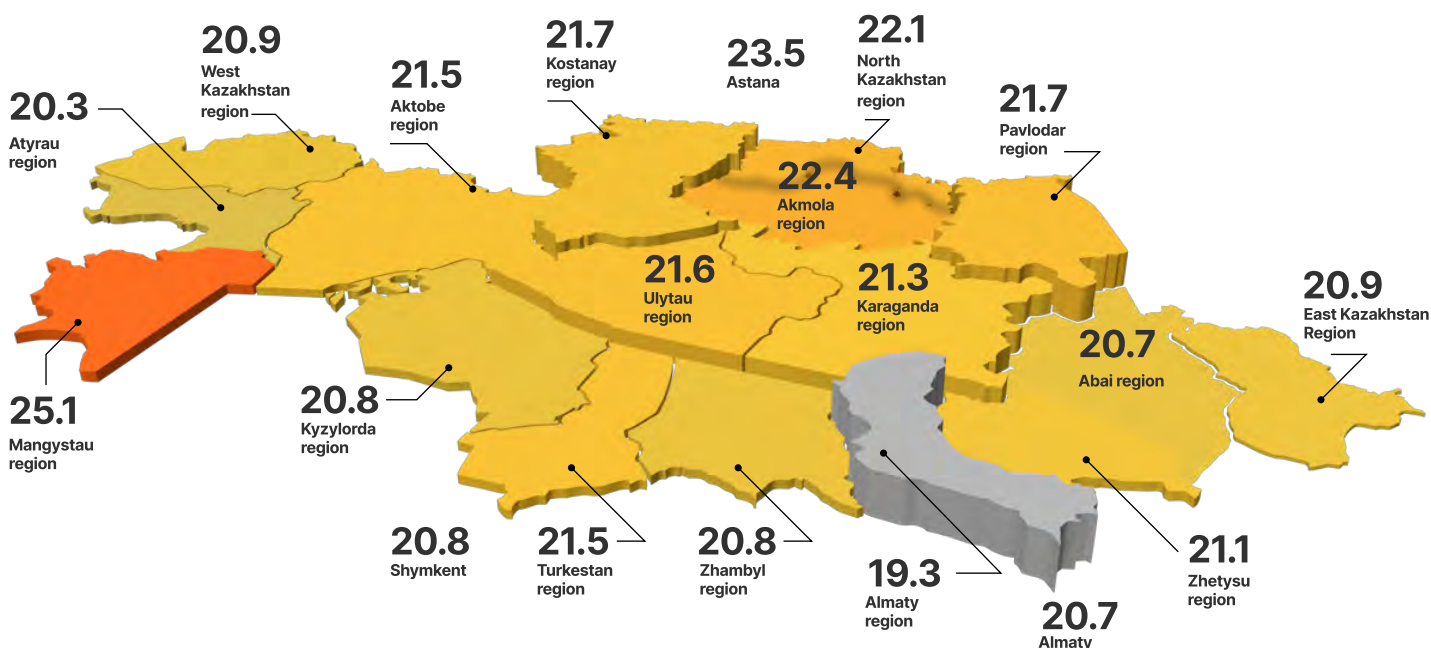 20.9
West
Kazakhstan
region
20.3
Atyrau
region
21.5
Aktobe
region
21.7
Kostanay
region
23.5
Astana
22.1
North
Kazakhstan
region
21.7
Pavlodar
region
22.4
Akmola
region
21.6
Ulytau
region
21.3
Karaganda
region
20.9
East Kazakhstan
Region
20.7
Abai region
25.1
Mangystau
region
20.8
Kyzylorda
region
20.8
Shymkent
21.5
Turkestan
region
20.8
Zhambyl
region
19.3
Almaty
region
20.7
Almaty
21.1
Zhetysu
region